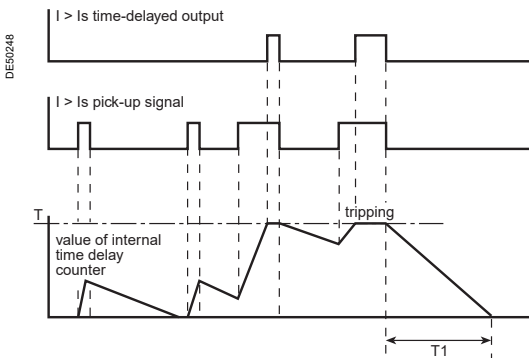 DE50248
I > Is time-delayed output
I > Is pick-up signal
T
tripping
value of internal
time delay
counter
T1